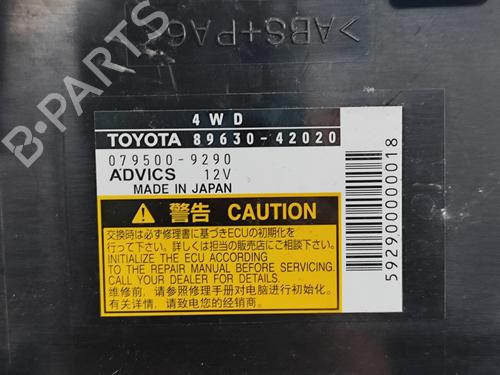 >ABS+PA6
B-PARTS
4WD
TOYOTA 89630-42020
079500-9290
ADVICS 12V
MADE IN JAPAN
警告 CAUTION
交換時は必ず修理書に基づきECUの初期化を
行って下さい。詳しくは担当の販売店にご相談下さい。
INITIALIZE THE ECU ACCORDING
TO THE REPAIR MANUAL BEFORE SERVICING.
CALL YOUR DEALER FOR DETAILS.
维修前，请参照修理手册对电脑进行初始化。
有关详情，请致电您的经销商。
5929000000018